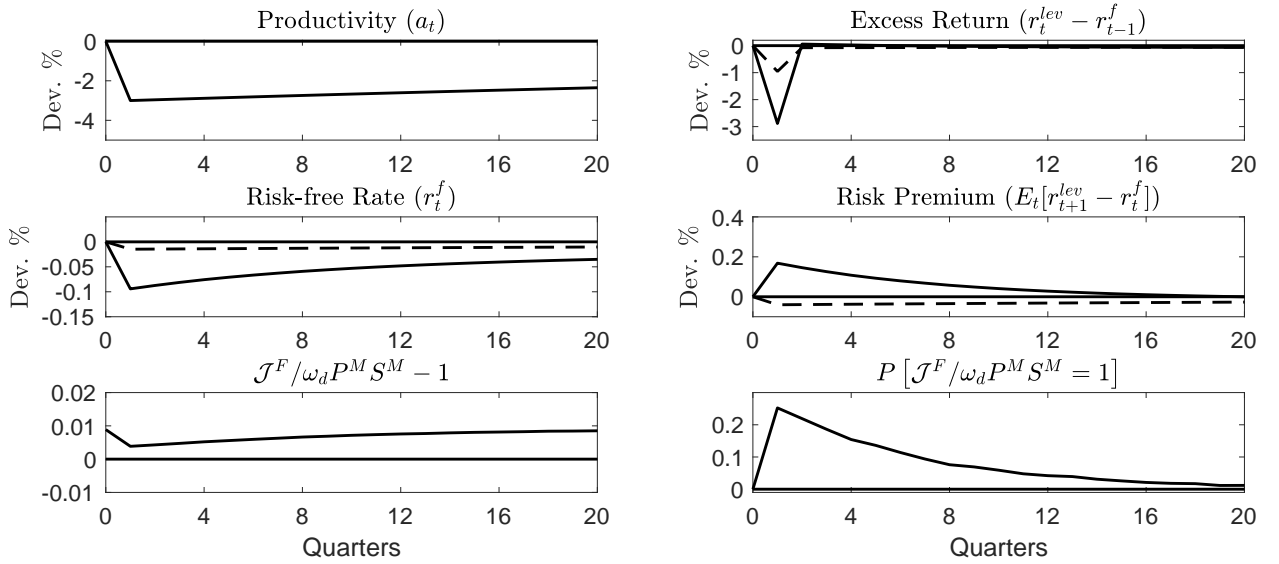 Productivity (a_t)
Dev. %
0
-2
-4
0 4 8 12 16 20
Excess Return (r_t^{lev} − r_{t−1}^f)
Dev. %
0
-1
-2
-3
0 4 8 12 16 20
Risk-free Rate (r_t^f)
Dev. %
0
-0.05
-0.1
-0.15
0 4 8 12 16 20
Risk Premium (E_t[r_{t+1}^{lev} − r_t^f])
0.4
0.2
0
0 4 8 12 16 20
𝒥^F/ω_d P^M S^M − 1
0.02
0.01
0
-0.01
0 4 8 12 16 20
Quarters
P [𝒥^F/ω_d P^M S^M = 1]
0.2
0.1
0
0 4 8 12 16 20
Quarters